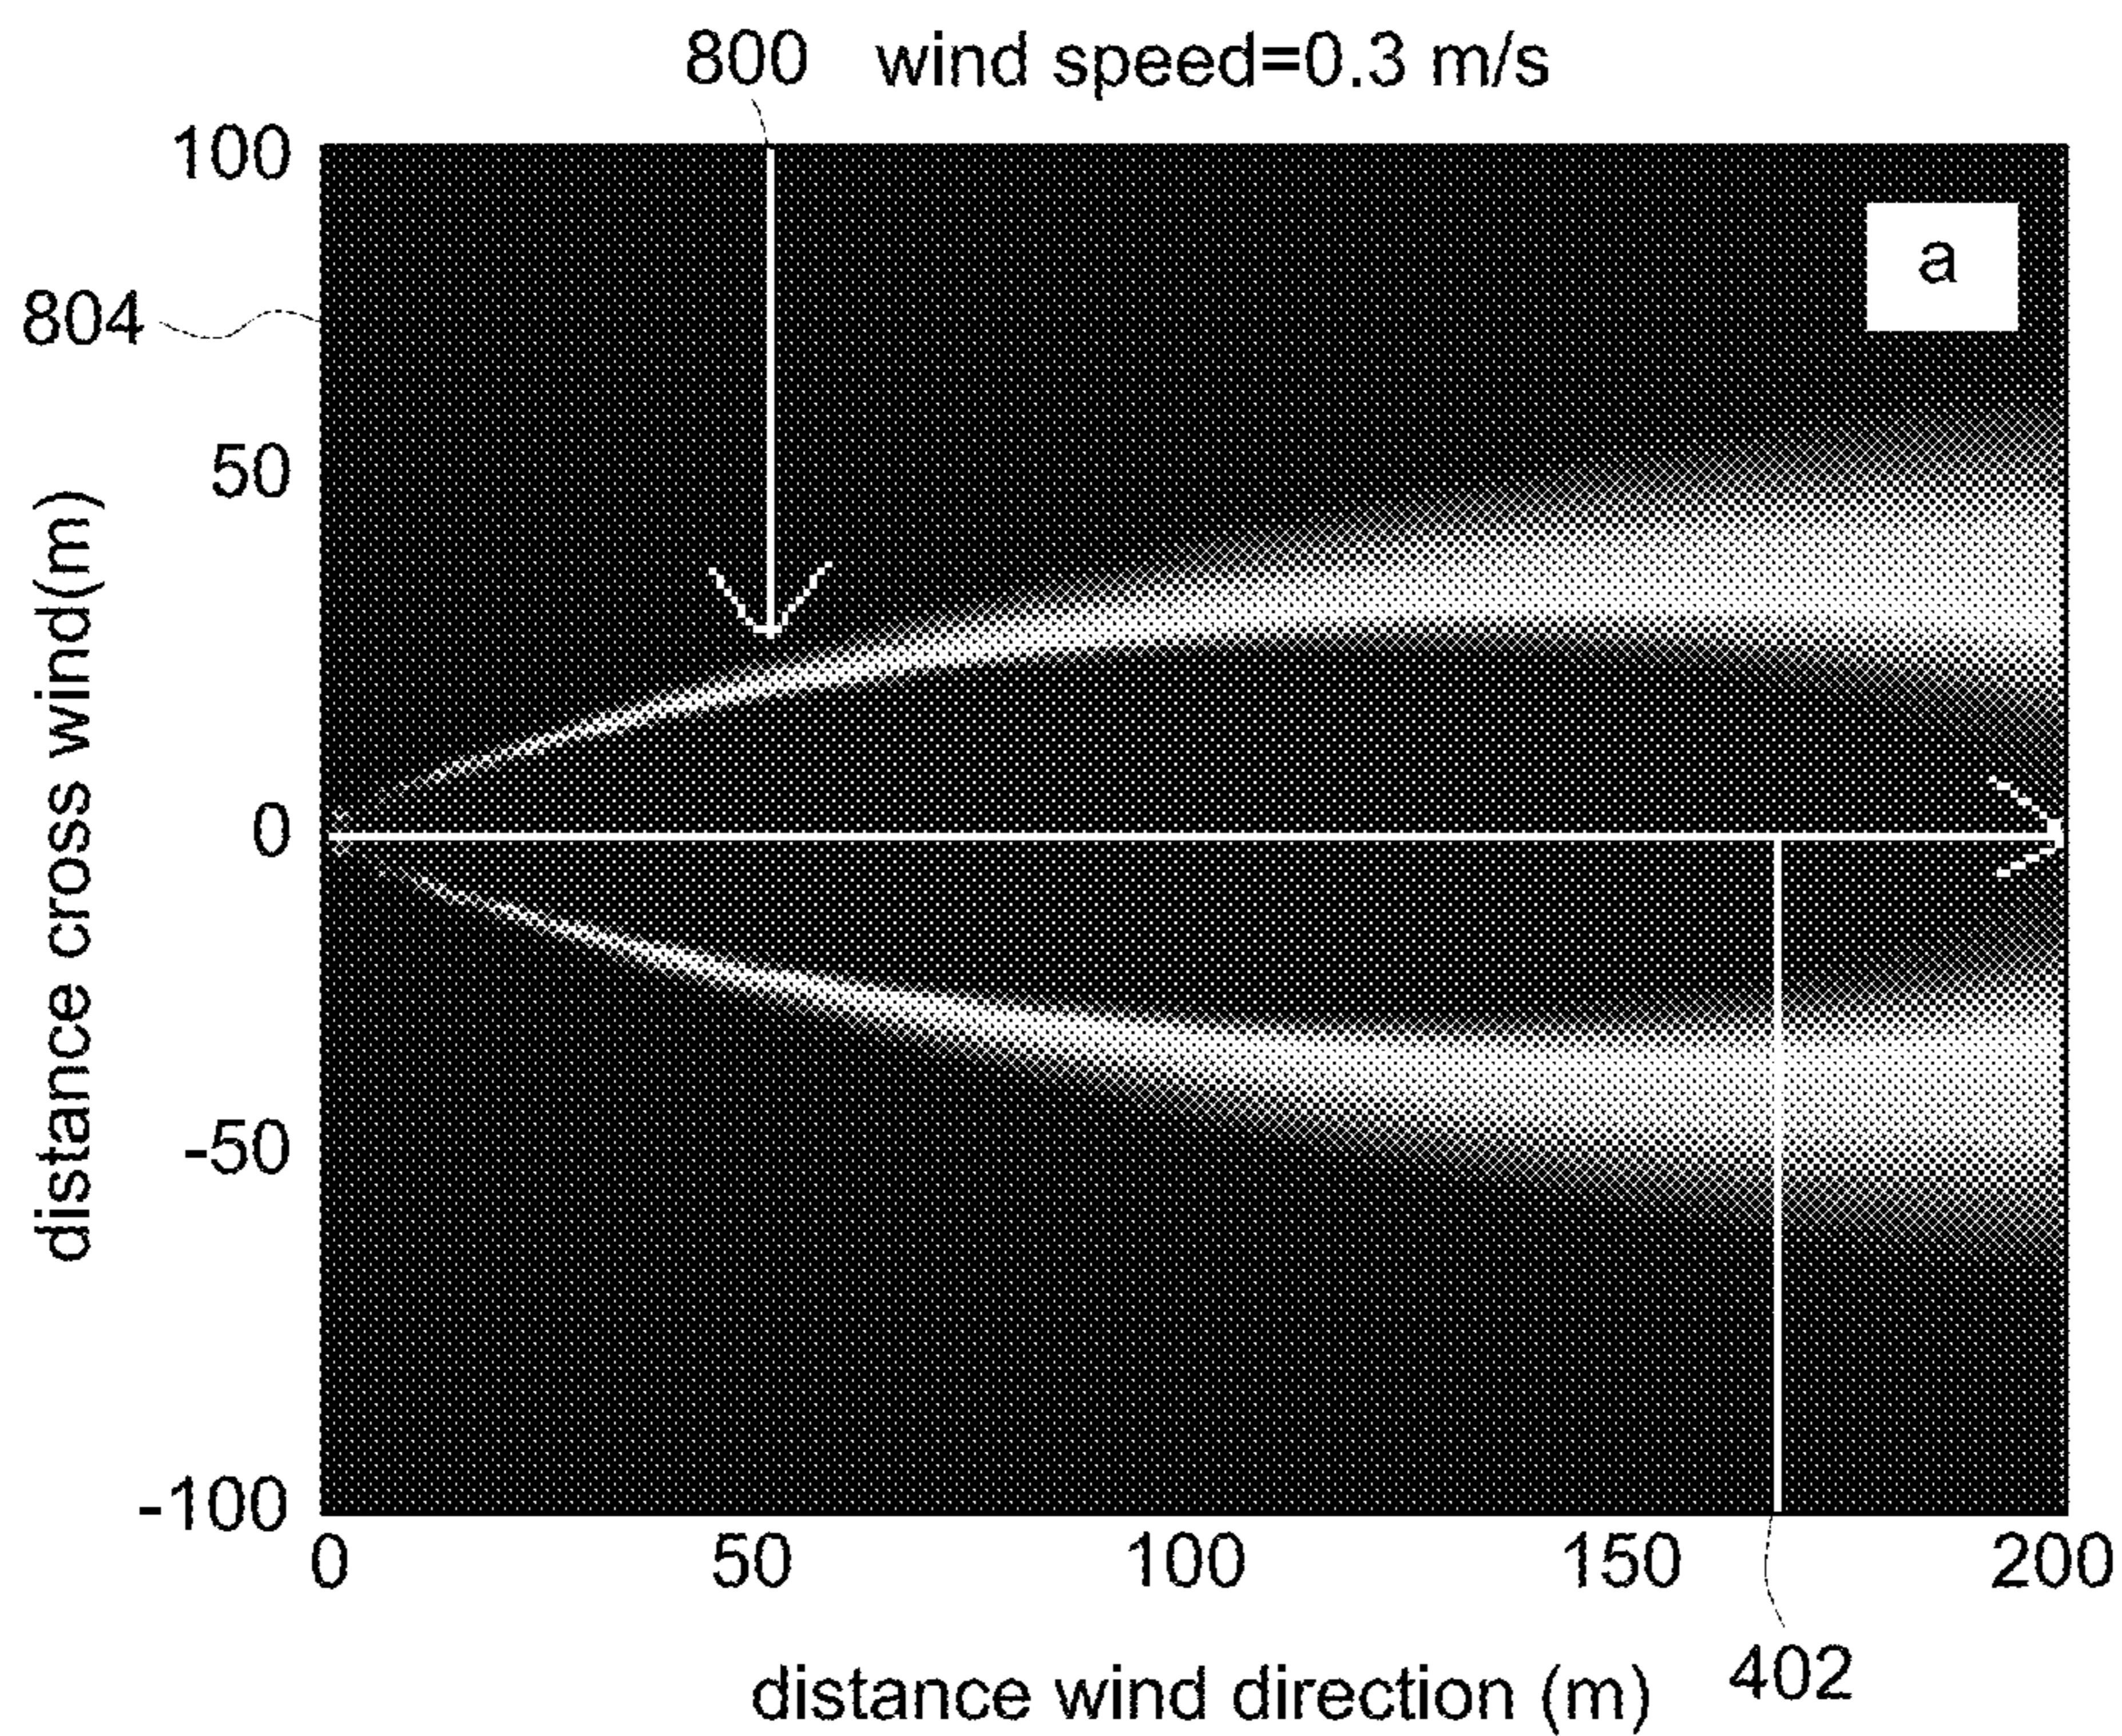 800 wind speed=0.3 m/s
100
a
804
50
distance cross wind(m)
0
-50
-100
0 50 100 150 200
402
distance wind direction (m)